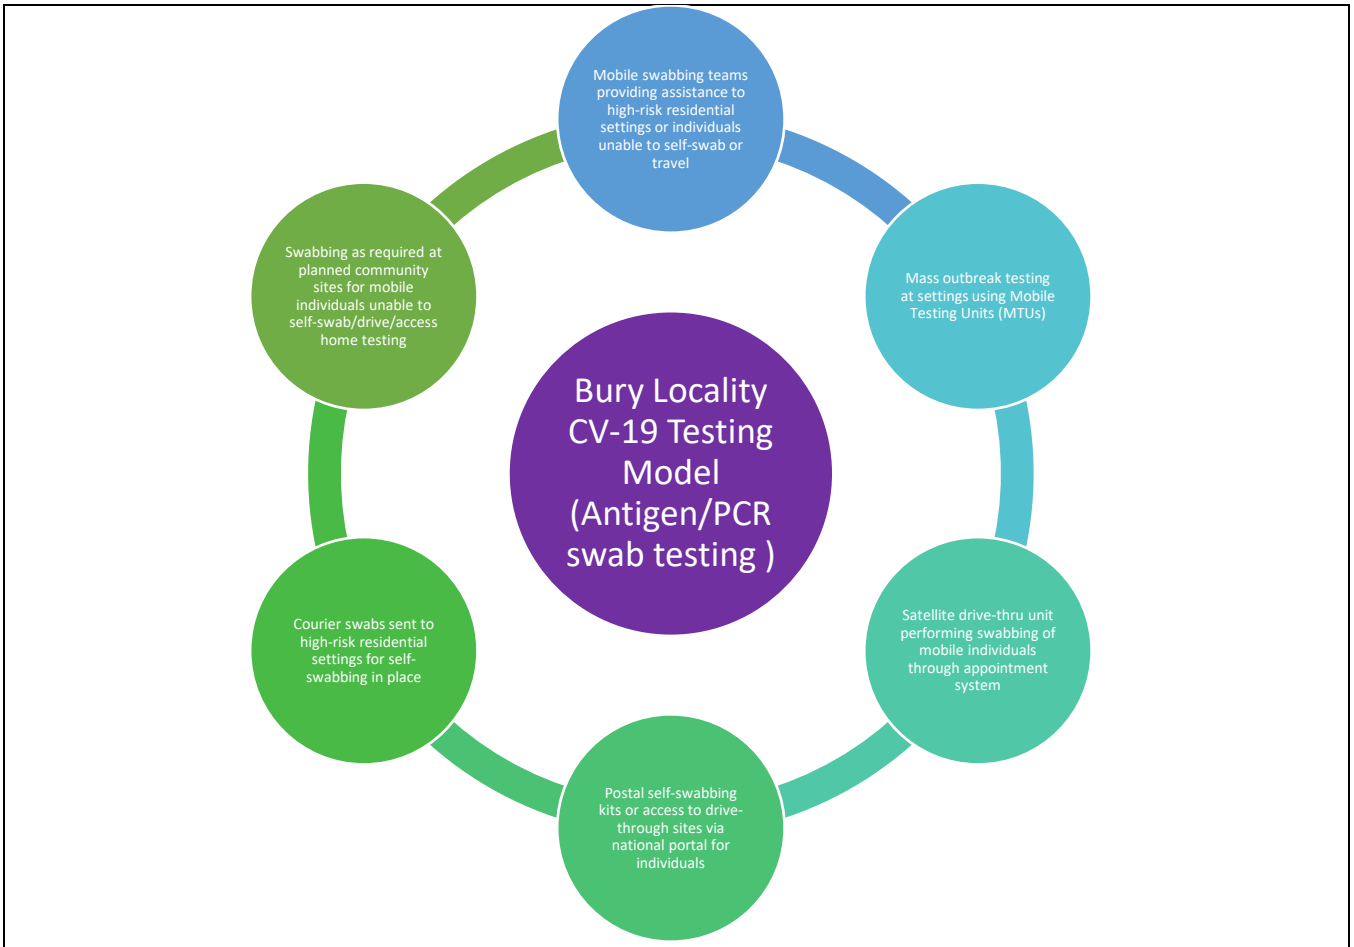 Mobile swabbing teams
providing assistance to
high-risk residential
settings or individuals
unable to self-swab or
travel
Mass outbreak testing
at settings using Mobile
Testing Units (MTUs)
Satellite drive-thru unit
performing swabbing of
mobile individuals
through appointment
system
Postal self-swabbing
kits or access to drive-
through sites via
national portal for
individuals
Courier swabs sent to
high-risk residential
settings for self-
swabbing in place
Swabbing as required at
planned community
sites for mobile
individuals unable to
self-swab/drive/access
home testing
Bury Locality
CV-19 Testing
Model
(Antigen/PCR
swab testing )